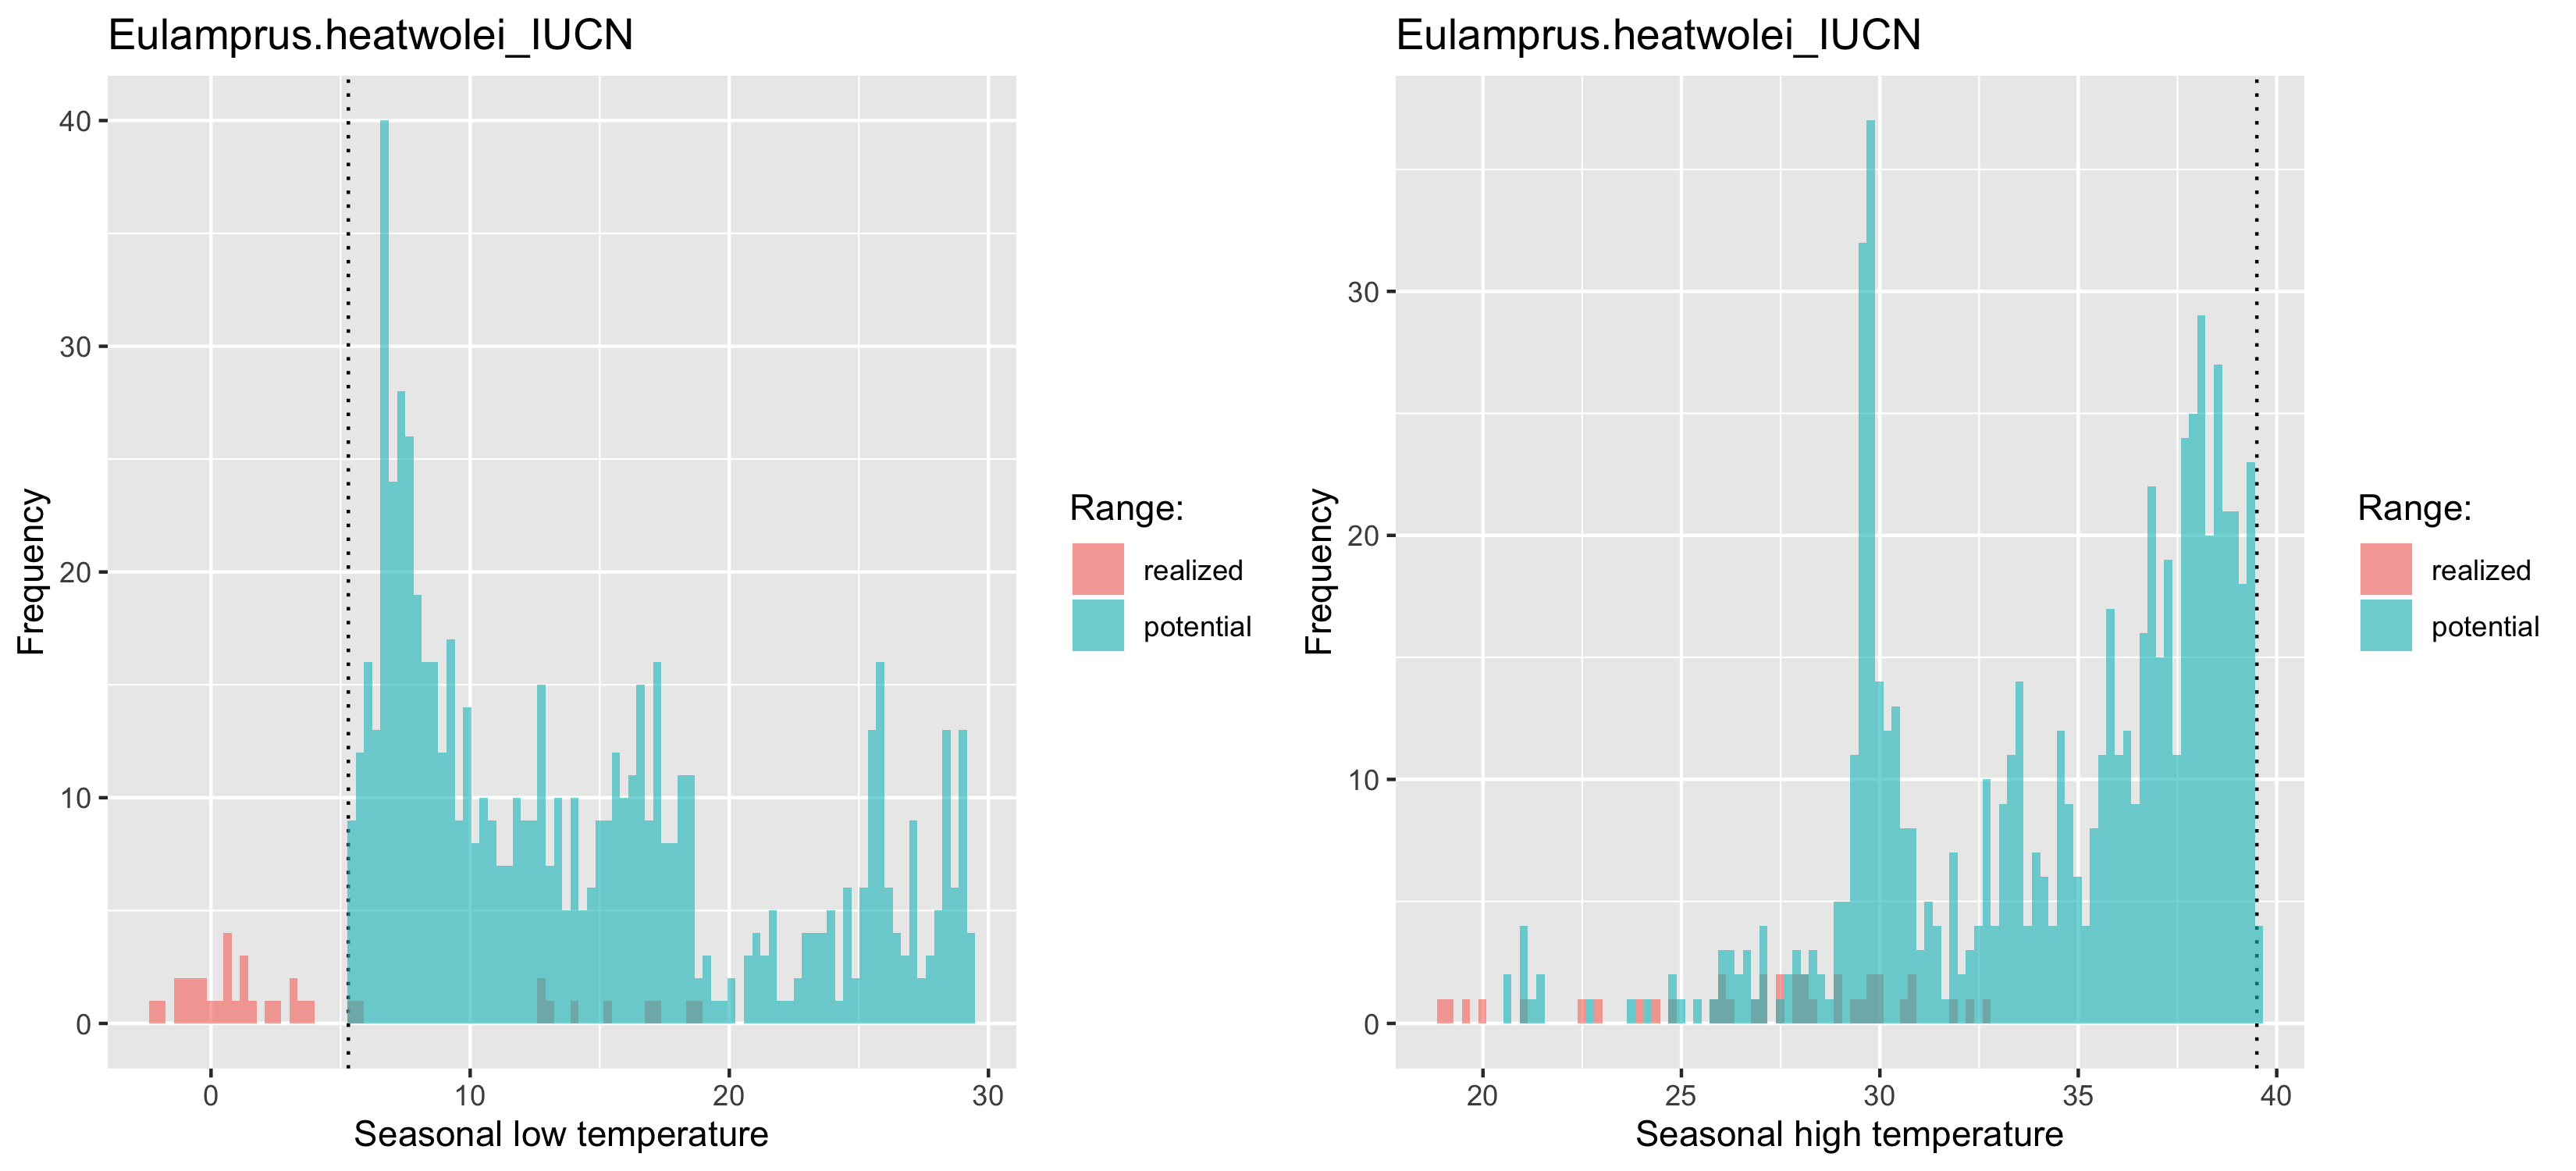 Eulamprus.heatwolei_IUCN
40
30
20
10
0
Frequency
0 10 20 30
Seasonal low temperature
Range:
realized
potential
Eulamprus.heatwolei_IUCN
30
20
10
0
Frequency
20 25 30 35 40
Seasonal high temperature
Range:
realized
potential